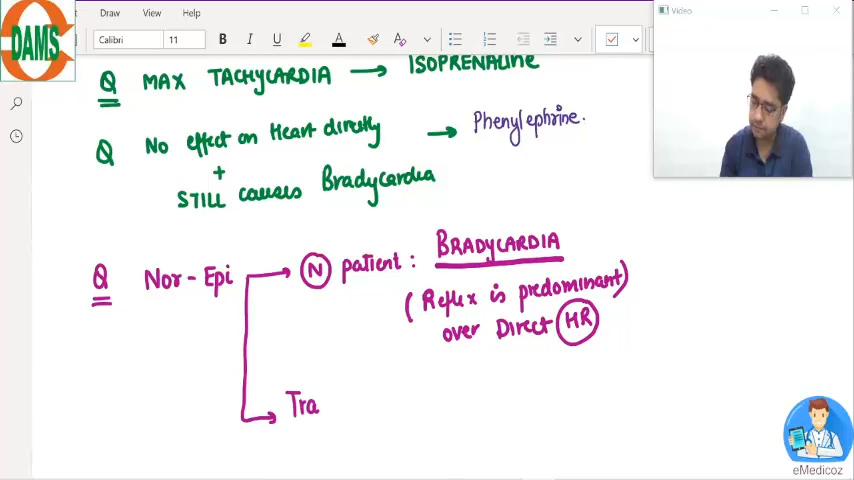 Draw View Help
Video
DAMS
Calibri 11 B I U A
Q MAX TACHYCARDIA → ISOPRENALINE
Q No effect on Heart directly → Phenylephrine.
+
STILL causes Bradycardia
Q Nor-Epi
N patient : BRADYCARDIA
(Reflex is predominant)
over Direct HR
Tra
eMedicoz